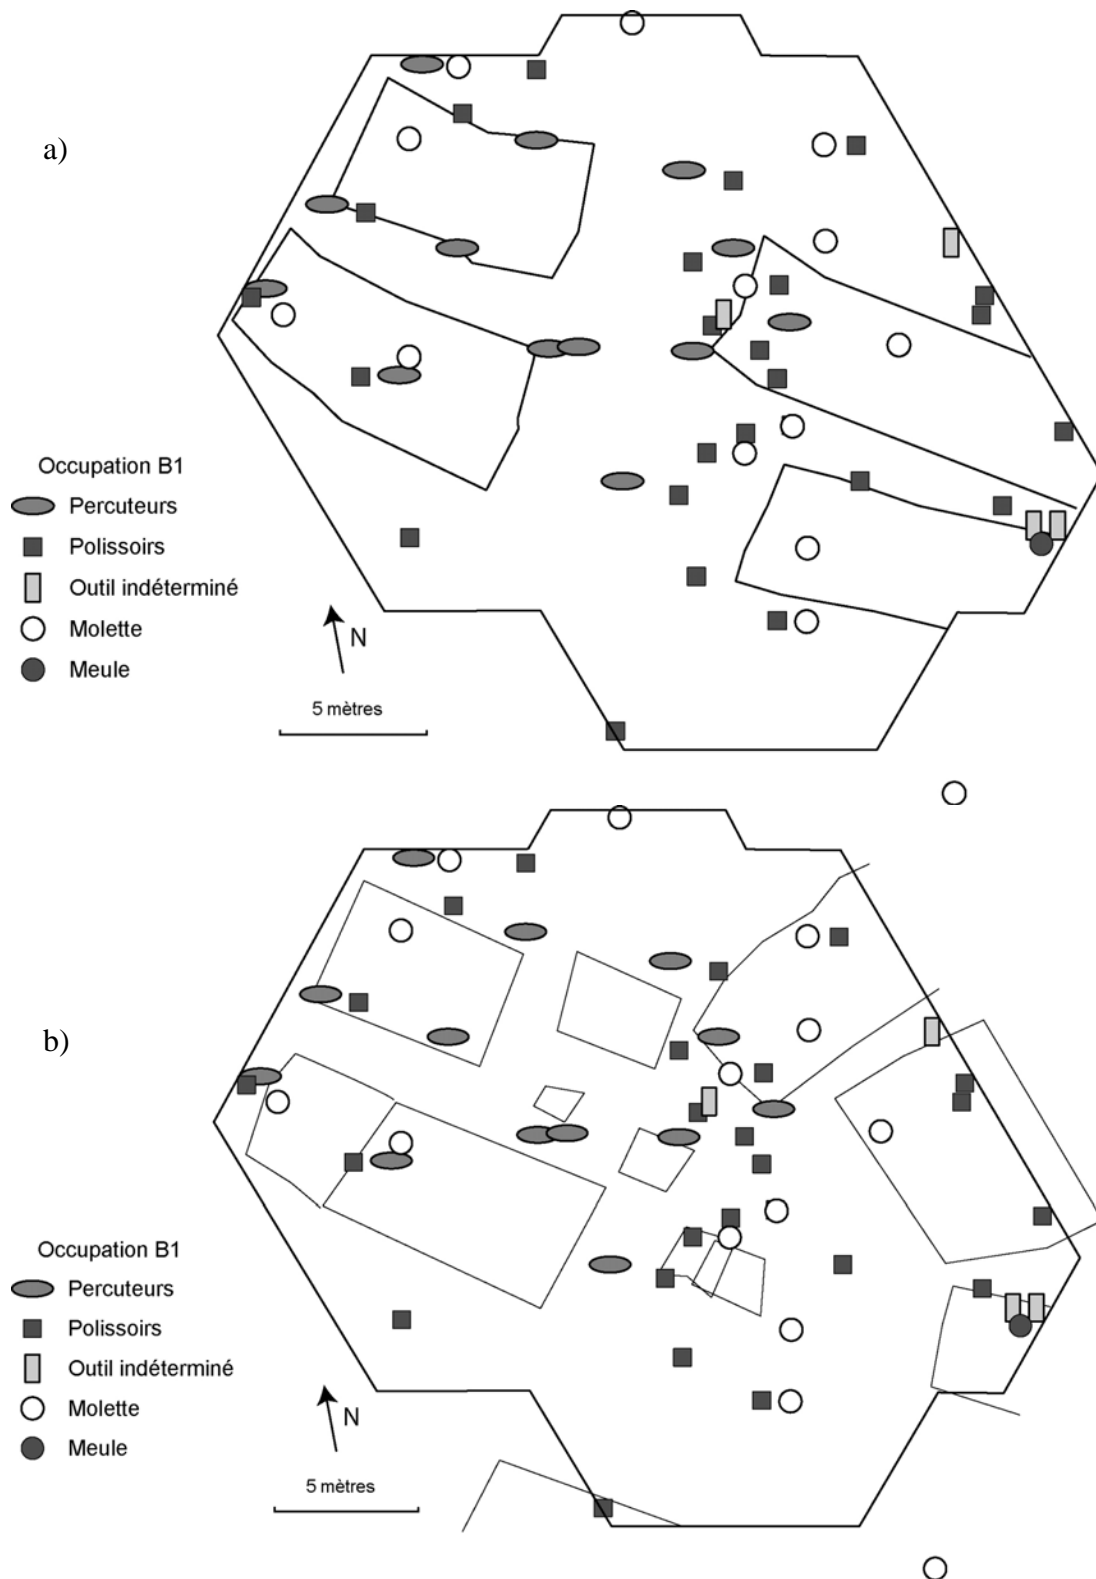 a)
Occupation B1
Percuteurs
Polissoirs
Outil indéterminé
Molette
Meule
N
5 mètres
b)
Occupation B1
Percuteurs
Polissoirs
Outil indéterminé
Molette
Meule
N
5 mètres